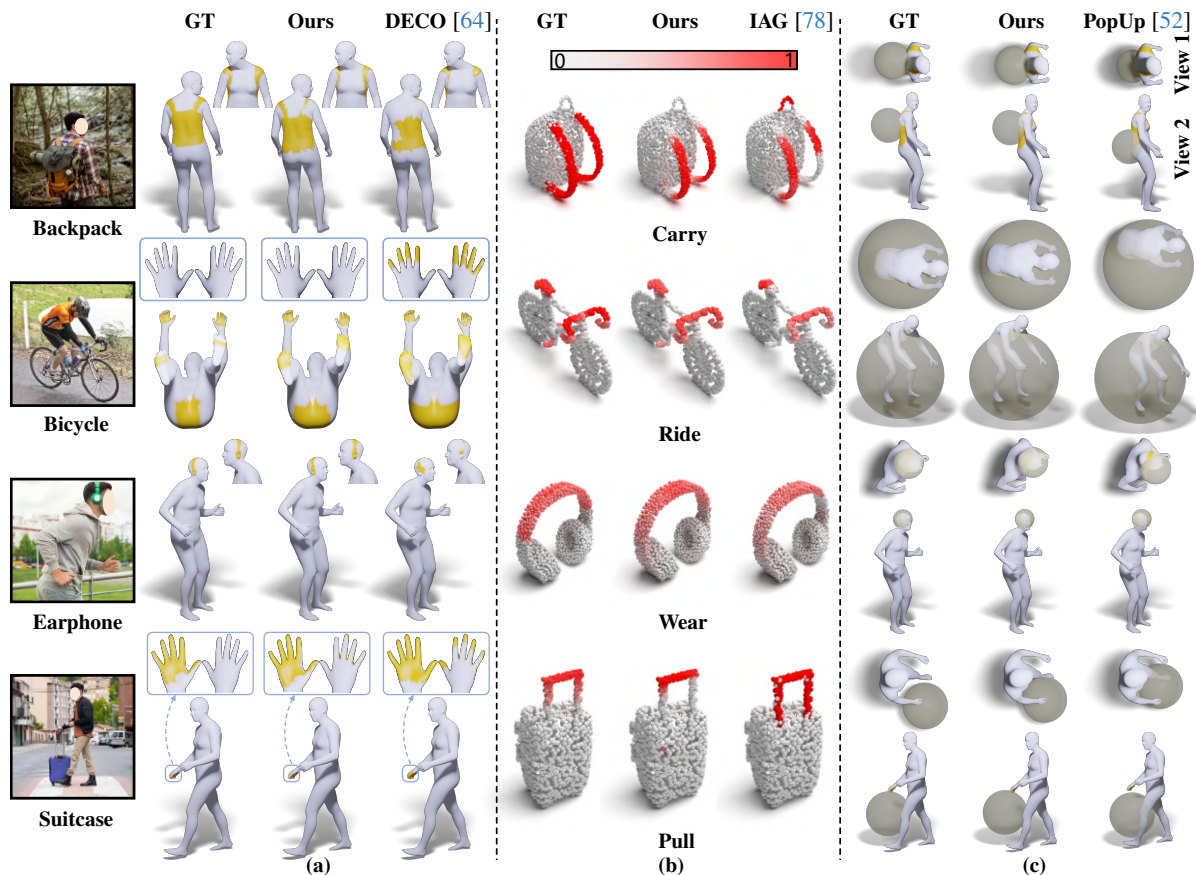 GT Ours DECO [64] GT Ours IAG [78] GT Ours PopUp [52]
0 1
View 1
View 2
Backpack
Carry
Bicycle
Ride
Earphone
Wear
Suitcase
Pull
(a) (b) (c)